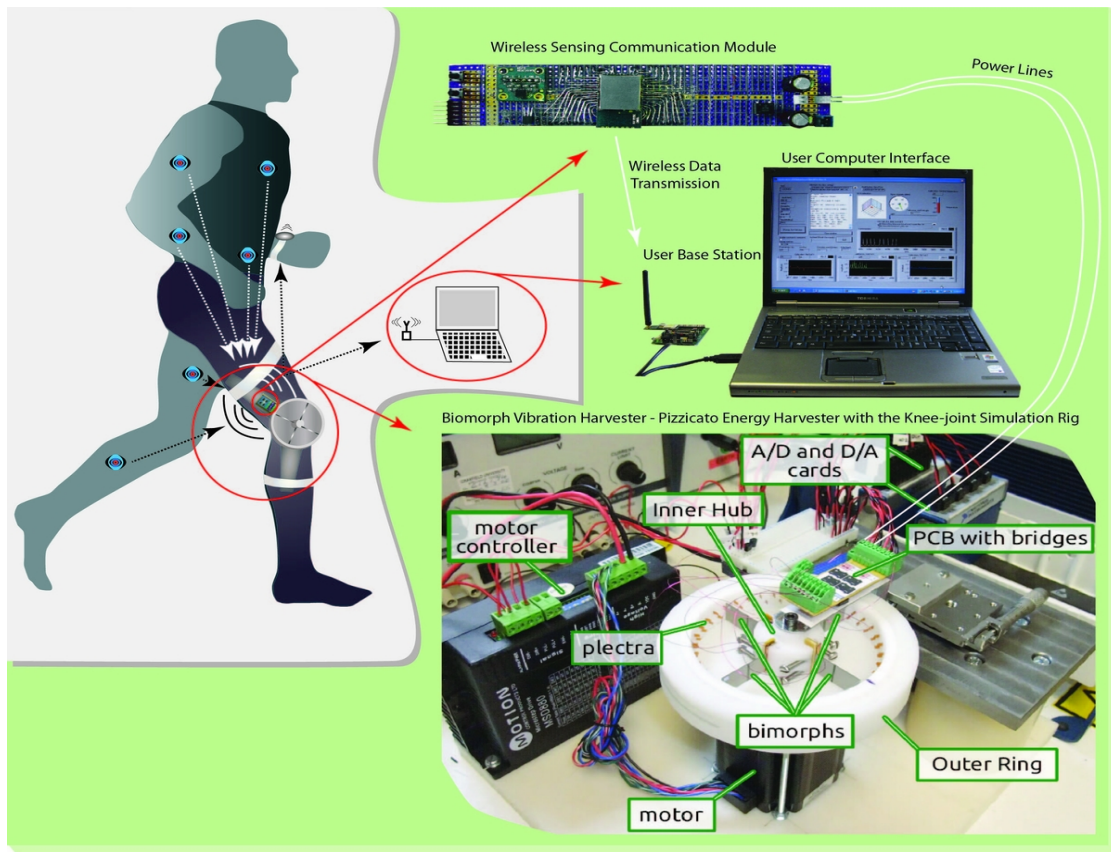 Wireless Sensing Communication Module
Power Lines
Wireless Data
Transmission
User Computer Interface
User Base Station
Biomorph Vibration Harvester - Pizzicato Energy Harvester with the Knee-joint Simulation Rig
A/D and D/A
cards
Inner Hub
motor
controller
PCB with bridges
plectra
MOTION
MSD880
bimorphs
Outer Ring
motor